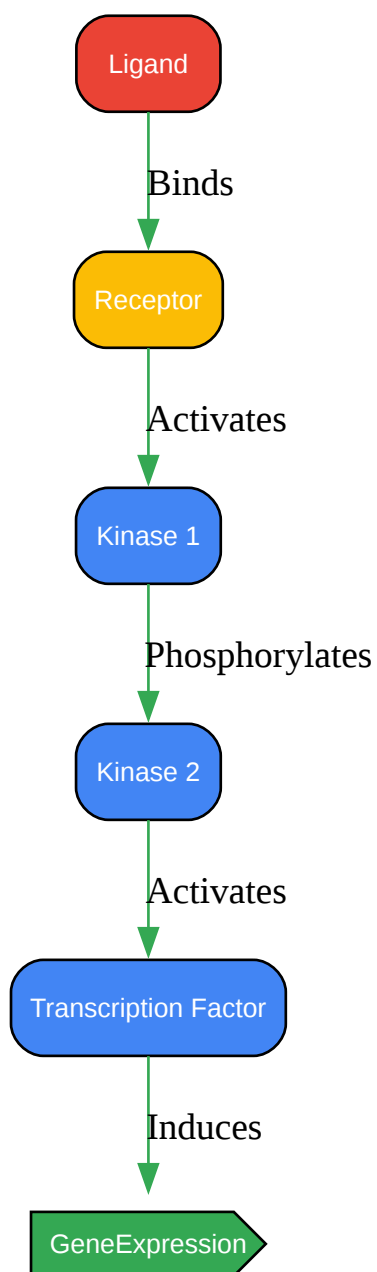 Ligand
Binds
Receptor
Activates
Kinase 1
Phosphorylates
Kinase 2
Activates
Transcription Factor
Induces
GeneExpression